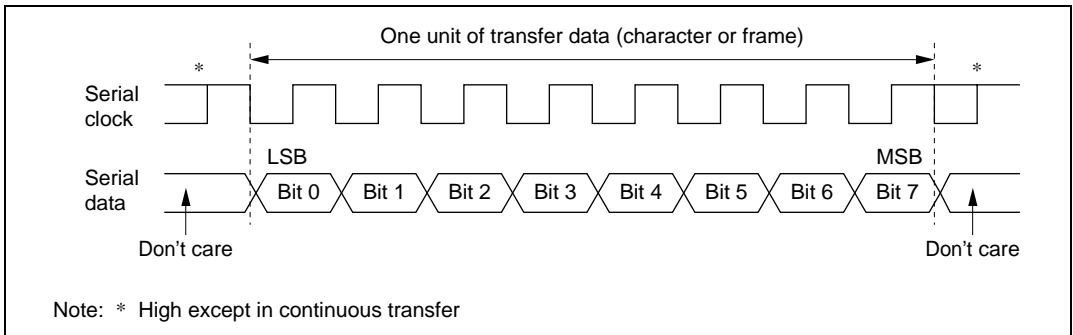 One unit of transfer data (character or frame)
* *
Serial
clock
LSB MSB
Serial
data
Bit 0 Bit 1 Bit 2 Bit 3 Bit 4 Bit 5 Bit 6 Bit 7
Don't care Don't care
Note: * High except in continuous transfer